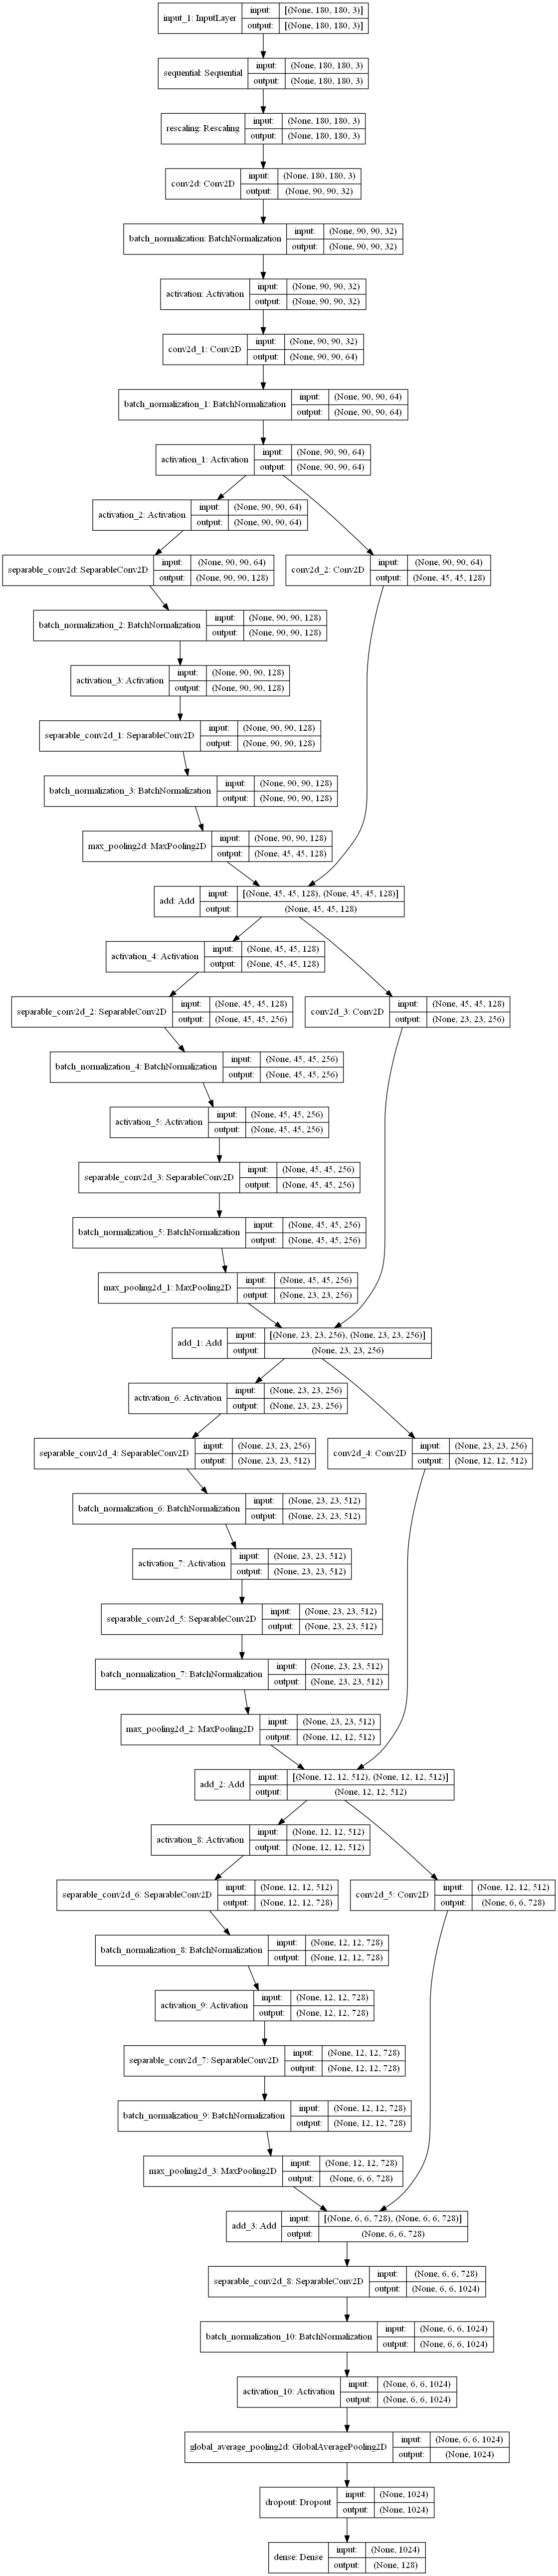 input_1: InputLayer
input: [(None, 180, 180, 3)]
output: [(None, 180, 180, 3)]
sequential: Sequential
input: (None, 180, 180, 3)
output: (None, 180, 180, 3)
rescaling: Rescaling
input: (None, 180, 180, 3)
output: (None, 180, 180, 3)
conv2d: Conv2D
input: (None, 180, 180, 3)
output: (None, 90, 90, 32)
batch_normalization: BatchNormalization
input: (None, 90, 90, 32)
output: (None, 90, 90, 32)
activation: Activation
input: (None, 90, 90, 32)
output: (None, 90, 90, 32)
conv2d_1: Conv2D
input: (None, 90, 90, 32)
output: (None, 90, 90, 64)
batch_normalization_1: BatchNormalization
input: (None, 90, 90, 64)
output: (None, 90, 90, 64)
activation_1: Activation
input: (None, 90, 90, 64)
output: (None, 90, 90, 64)
activation_2: Activation
input: (None, 90, 90, 64)
output: (None, 90, 90, 64)
separable_conv2d: SeparableConv2D
input: (None, 90, 90, 64)
output: (None, 90, 90, 128)
conv2d_2: Conv2D
input: (None, 90, 90, 64)
output: (None, 45, 45, 128)
batch_normalization_2: BatchNormalization
input: (None, 90, 90, 128)
output: (None, 90, 90, 128)
activation_3: Activation
input: (None, 90, 90, 128)
output: (None, 90, 90, 128)
separable_conv2d_1: SeparableConv2D
input: (None, 90, 90, 128)
output: (None, 90, 90, 128)
batch_normalization_3: BatchNormalization
input: (None, 90, 90, 128)
output: (None, 90, 90, 128)
max_pooling2d: MaxPooling2D
input: (None, 90, 90, 128)
output: (None, 45, 45, 128)
add: Add
input: [(None, 45, 45, 128), (None, 45, 45, 128)]
output: (None, 45, 45, 128)
activation_4: Activation
input: (None, 45, 45, 128)
output: (None, 45, 45, 128)
separable_conv2d_2: SeparableConv2D
input: (None, 45, 45, 128)
output: (None, 45, 45, 256)
conv2d_3: Conv2D
input: (None, 45, 45, 128)
output: (None, 23, 23, 256)
batch_normalization_4: BatchNormalization
input: (None, 45, 45, 256)
output: (None, 45, 45, 256)
activation_5: Activation
input: (None, 45, 45, 256)
output: (None, 45, 45, 256)
separable_conv2d_3: SeparableConv2D
input: (None, 45, 45, 256)
output: (None, 45, 45, 256)
batch_normalization_5: BatchNormalization
input: (None, 45, 45, 256)
output: (None, 45, 45, 256)
max_pooling2d_1: MaxPooling2D
input: (None, 45, 45, 256)
output: (None, 23, 23, 256)
add_1: Add
input: [(None, 23, 23, 256), (None, 23, 23, 256)]
output: (None, 23, 23, 256)
activation_6: Activation
input: (None, 23, 23, 256)
output: (None, 23, 23, 256)
separable_conv2d_4: SeparableConv2D
input: (None, 23, 23, 256)
output: (None, 23, 23, 512)
conv2d_4: Conv2D
input: (None, 23, 23, 256)
output: (None, 12, 12, 512)
batch_normalization_6: BatchNormalization
input: (None, 23, 23, 512)
output: (None, 23, 23, 512)
activation_7: Activation
input: (None, 23, 23, 512)
output: (None, 23, 23, 512)
separable_conv2d_5: SeparableConv2D
input: (None, 23, 23, 512)
output: (None, 23, 23, 512)
batch_normalization_7: BatchNormalization
input: (None, 23, 23, 512)
output: (None, 23, 23, 512)
max_pooling2d_2: MaxPooling2D
input: (None, 23, 23, 512)
output: (None, 12, 12, 512)
add_2: Add
input: [(None, 12, 12, 512), (None, 12, 12, 512)]
output: (None, 12, 12, 512)
activation_8: Activation
input: (None, 12, 12, 512)
output: (None, 12, 12, 512)
separable_conv2d_6: SeparableConv2D
input: (None, 12, 12, 512)
output: (None, 12, 12, 728)
conv2d_5: Conv2D
input: (None, 12, 12, 512)
output: (None, 6, 6, 728)
batch_normalization_8: BatchNormalization
input: (None, 12, 12, 728)
output: (None, 12, 12, 728)
activation_9: Activation
input: (None, 12, 12, 728)
output: (None, 12, 12, 728)
separable_conv2d_7: SeparableConv2D
input: (None, 12, 12, 728)
output: (None, 12, 12, 728)
batch_normalization_9: BatchNormalization
input: (None, 12, 12, 728)
output: (None, 12, 12, 728)
max_pooling2d_3: MaxPooling2D
input: (None, 12, 12, 728)
output: (None, 6, 6, 728)
add_3: Add
input: [(None, 6, 6, 728), (None, 6, 6, 728)]
output: (None, 6, 6, 728)
separable_conv2d_8: SeparableConv2D
input: (None, 6, 6, 728)
output: (None, 6, 6, 1024)
batch_normalization_10: BatchNormalization
input: (None, 6, 6, 1024)
output: (None, 6, 6, 1024)
activation_10: Activation
input: (None, 6, 6, 1024)
output: (None, 6, 6, 1024)
global_average_pooling2d: GlobalAveragePooling2D
input: (None, 6, 6, 1024)
output: (None, 1024)
dropout: Dropout
input: (None, 1024)
output: (None, 1024)
dense: Dense
input: (None, 1024)
output: (None, 128)